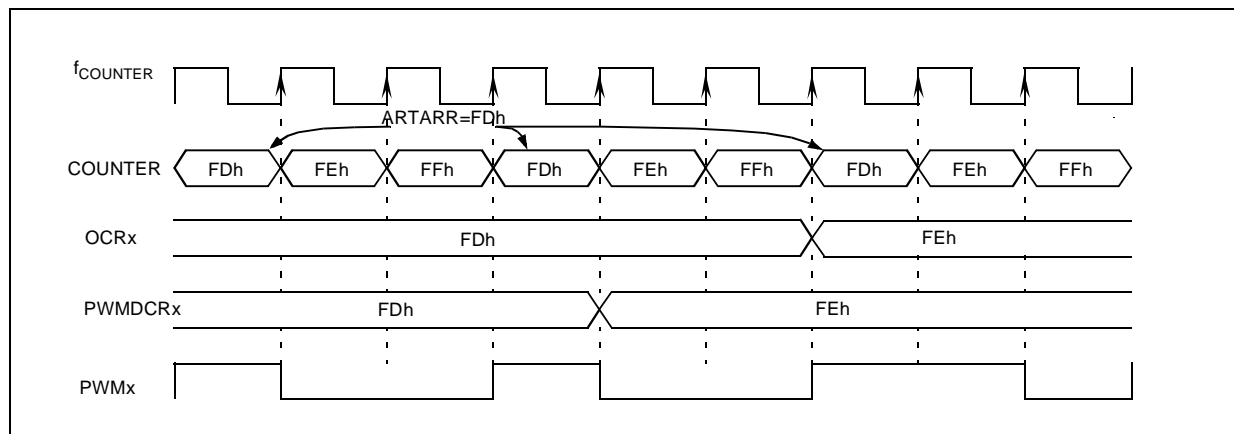 fCOUNTER
ARTARR=FDh
COUNTER FDh FEh FFh FDh FEh FFh FDh FEh FFh
OCRx FDh FEh
PWMDCRx FDh FEh
PWMx